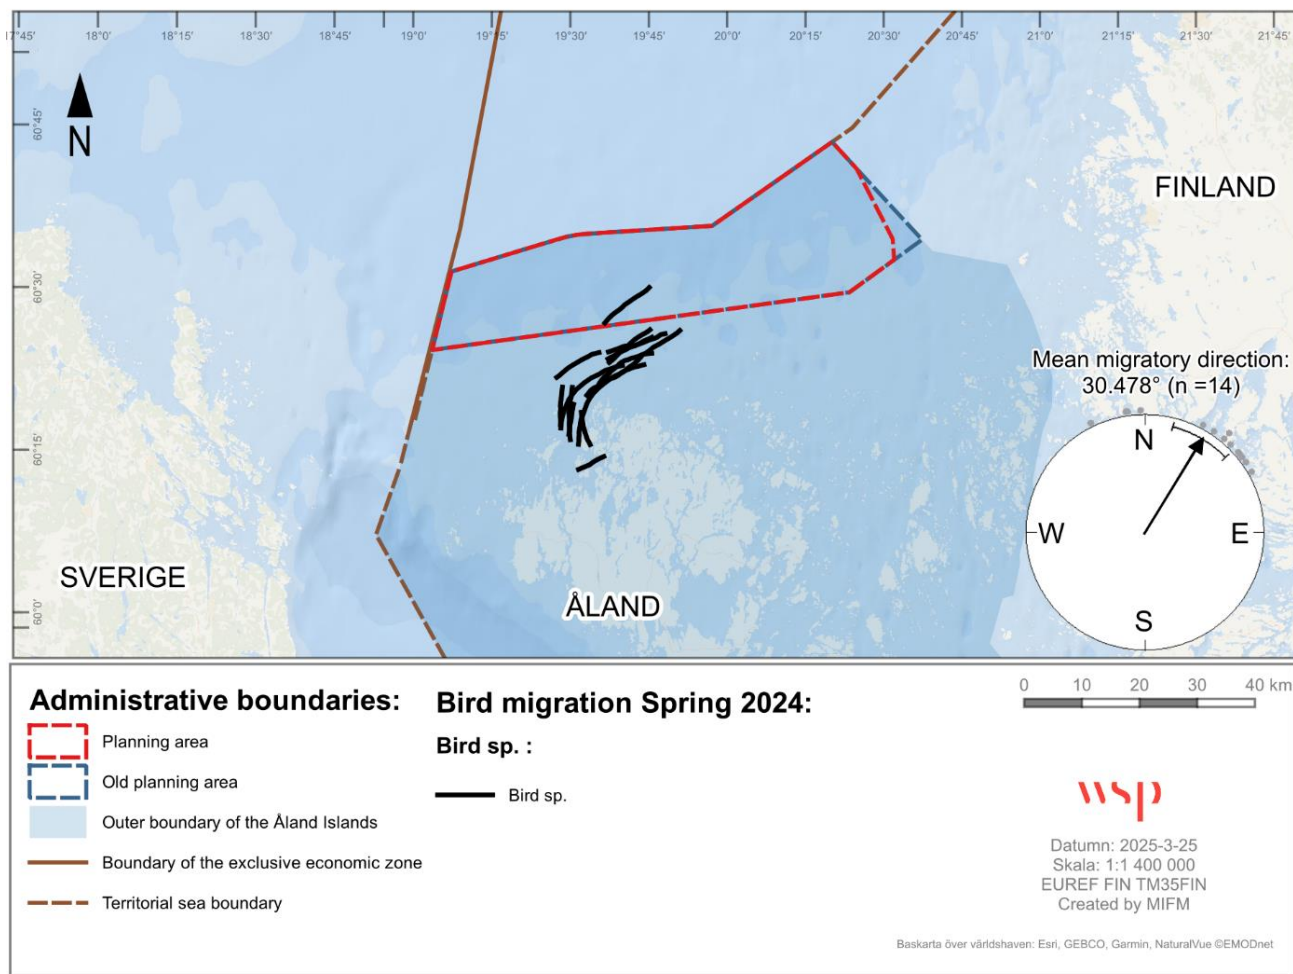 17°45'
18°0'
18°15'
18°30'
18°45'
19°0'
19°15'
19°30'
19°45'
20°0'
20°15'
20°30'
20°45'
21°0'
21°15'
21°30'
21°45'
60°45'
60°30'
60°15'
60°0'
N
FINLAND
SVERIGE
ÅLAND
Mean migratory direction:
30.478° (n =14)
N
W
E
S
Administrative boundaries:
Planning area
Old planning area
Outer boundary of the Åland Islands
Boundary of the exclusive economic zone
Territorial sea boundary
Bird migration Spring 2024:
Bird sp. :
Bird sp.
0 10 20 30 40 km
wsp
Datumn: 2025-3-25
Skala: 1:1 400 000
EUREF FIN TM35FIN
Created by MIFM
Baskarta över världshaven: Esri, GEBCO, Garmin, NaturalVue ©EMODnet